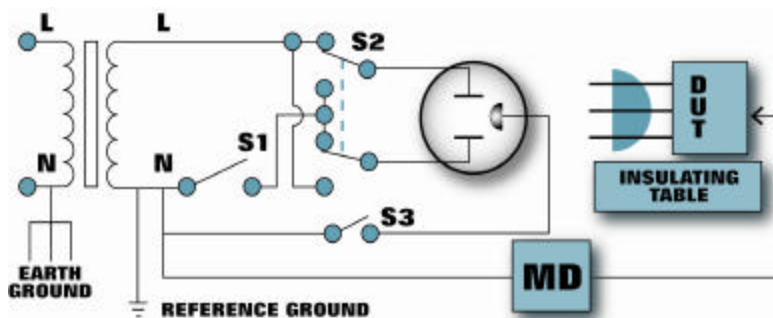 L
L
S2
D
U
T
N
N
S1
INSULATING
TABLE
S3
EARTH
GROUND
MD
REFERENCE GROUND